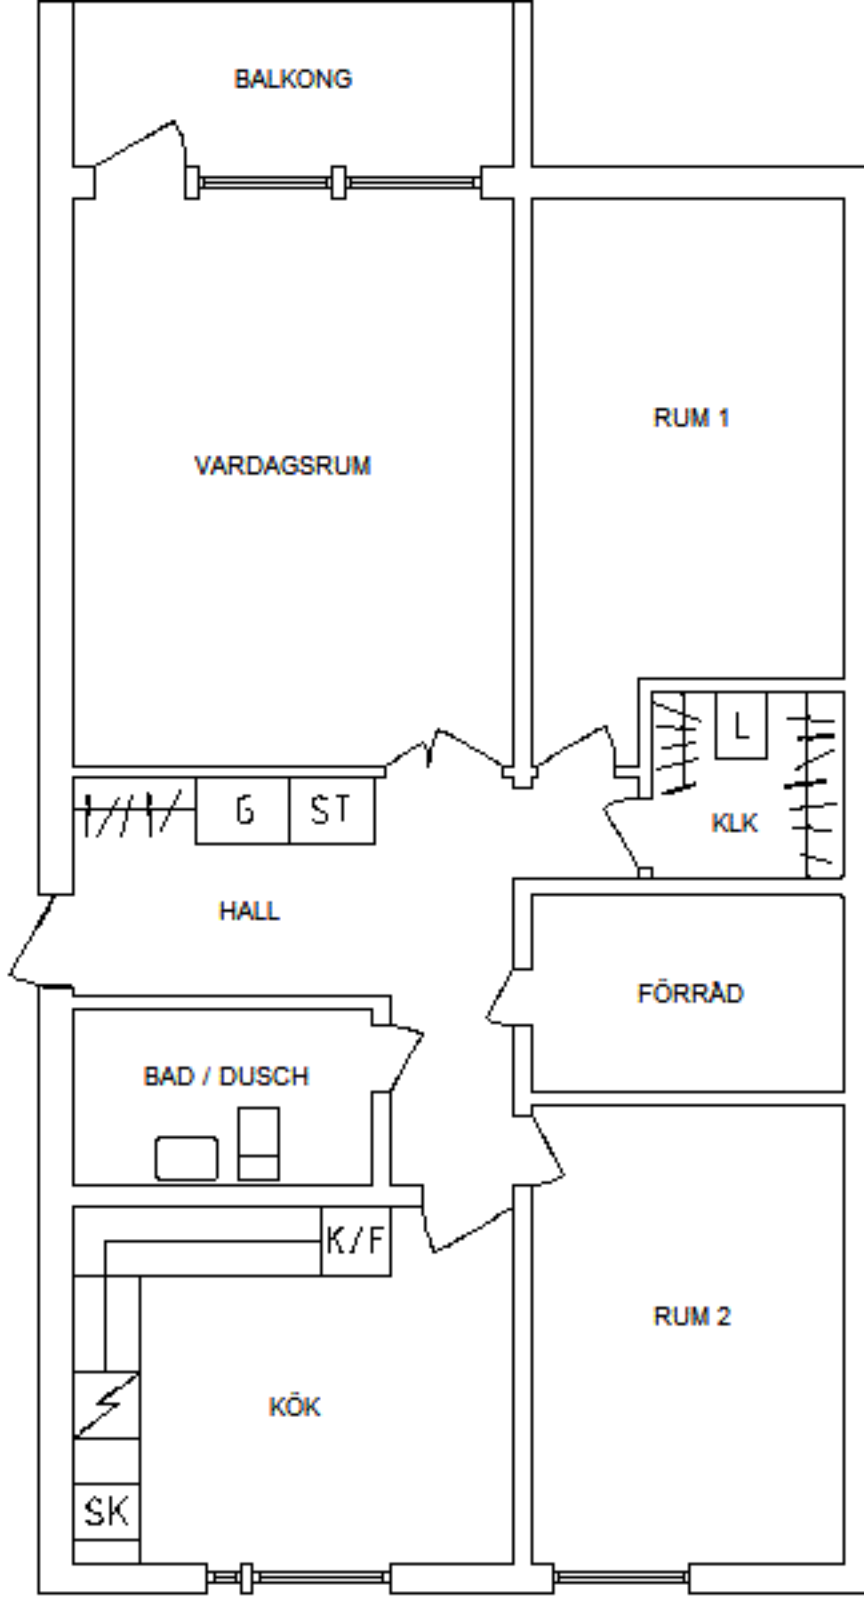 BALKONG
RUM 1
VARDAGSRUM
L
G
ST
KLK
HALL
FÖRRÅD
BAD / DUSCH
K/F
RUM 2
KÖK
SK